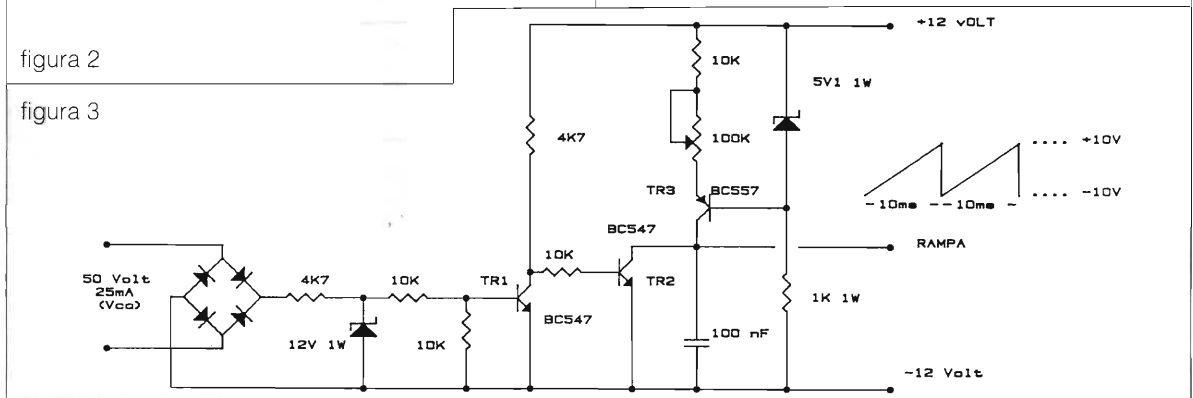 figura 2
figura 3
+12 vOLT
10K
5V1 1W
4K7
100K
+10V
TR3
BC557
-10V
~10ms --10ms ~
BC547
RAMPA
50 Volt
25mA
(Vca)
4K7
10K
TR1
10K
TR2
1K 1W
BC547
12V 1W
10K
100 nF
-12 Volt